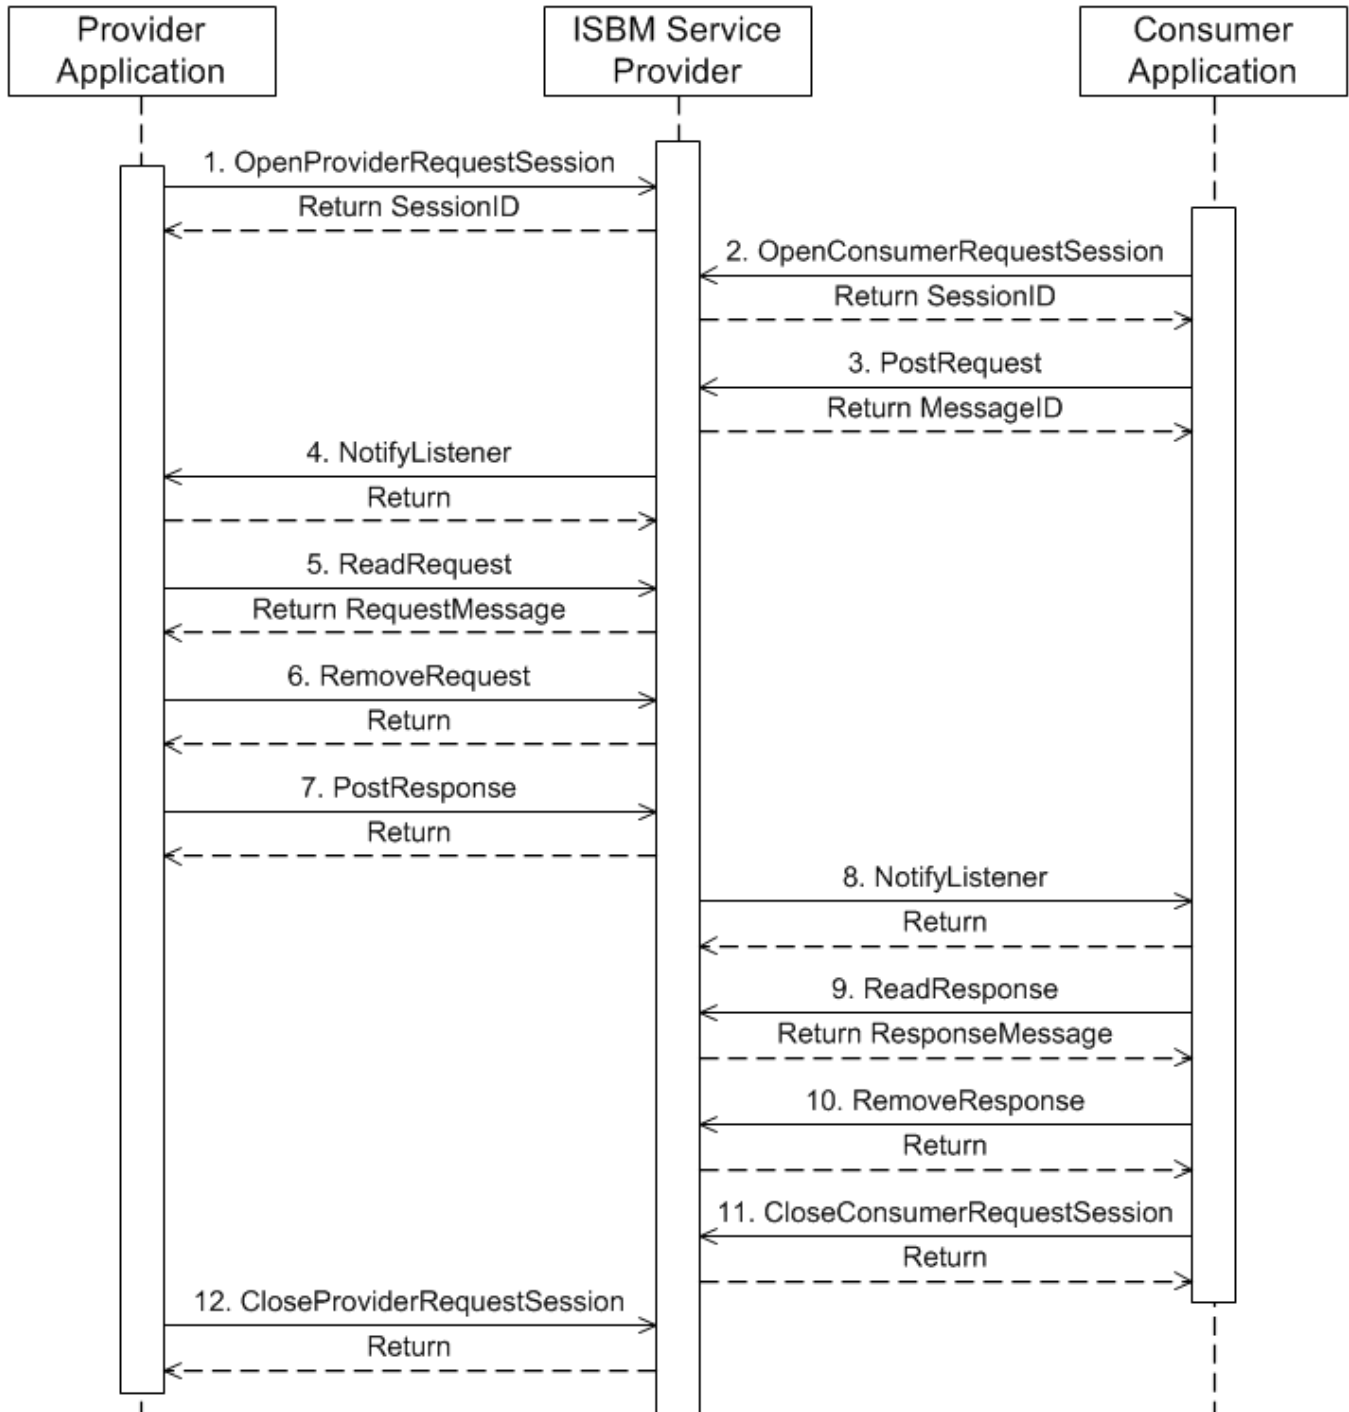 Provider
Application
ISBM Service
Provider
Consumer
Application
1. OpenProviderRequestSession
Return SessionID
2. OpenConsumerRequestSession
Return SessionID
3. PostRequest
Return MessageID
4. NotifyListener
Return
5. ReadRequest
Return RequestMessage
6. RemoveRequest
Return
7. PostResponse
Return
8. NotifyListener
Return
9. ReadResponse
Return ResponseMessage
10. RemoveResponse
Return
11. CloseConsumerRequestSession
Return
12. CloseProviderRequestSession
Return